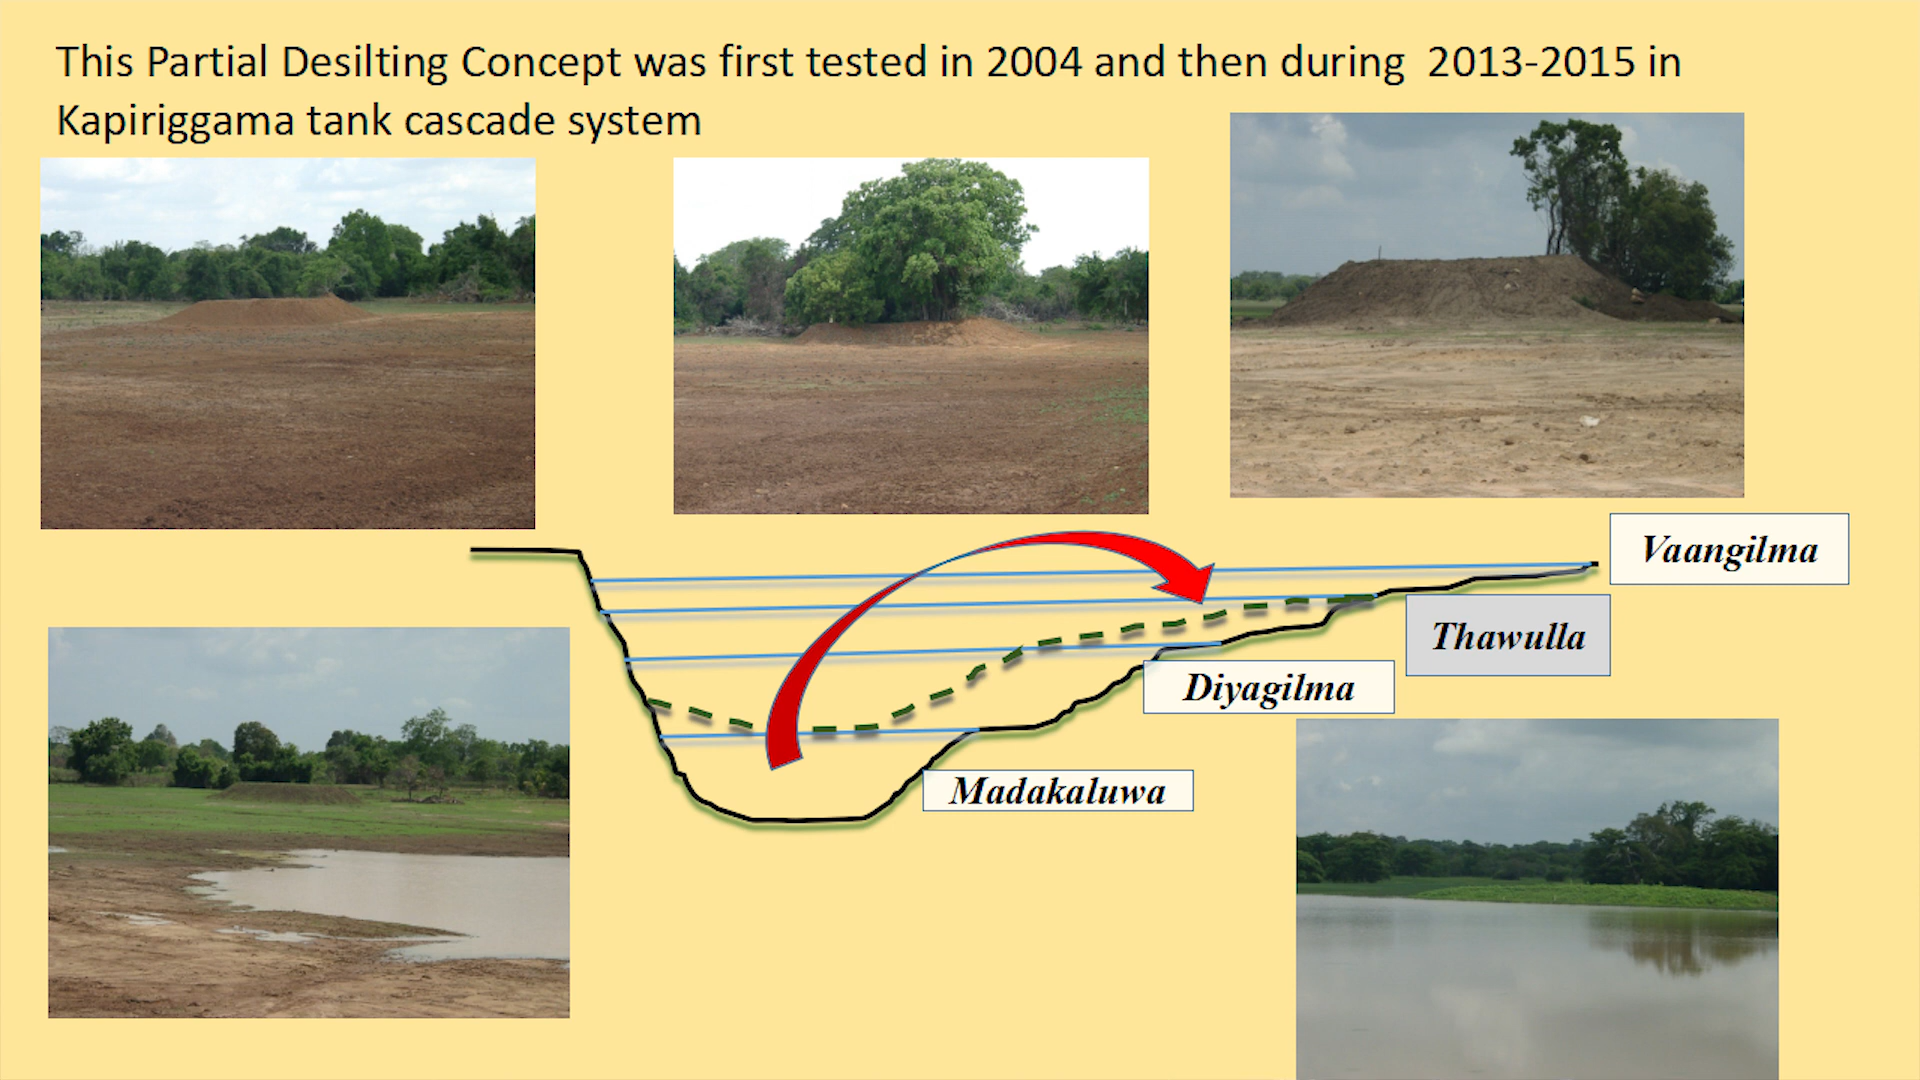 This Partial Desilting Concept was first tested in 2004 and then during 2013-2015 in
Kapiriggama tank cascade system
Vaangilma
Thawulla
Diyagilma
Madakaluwa